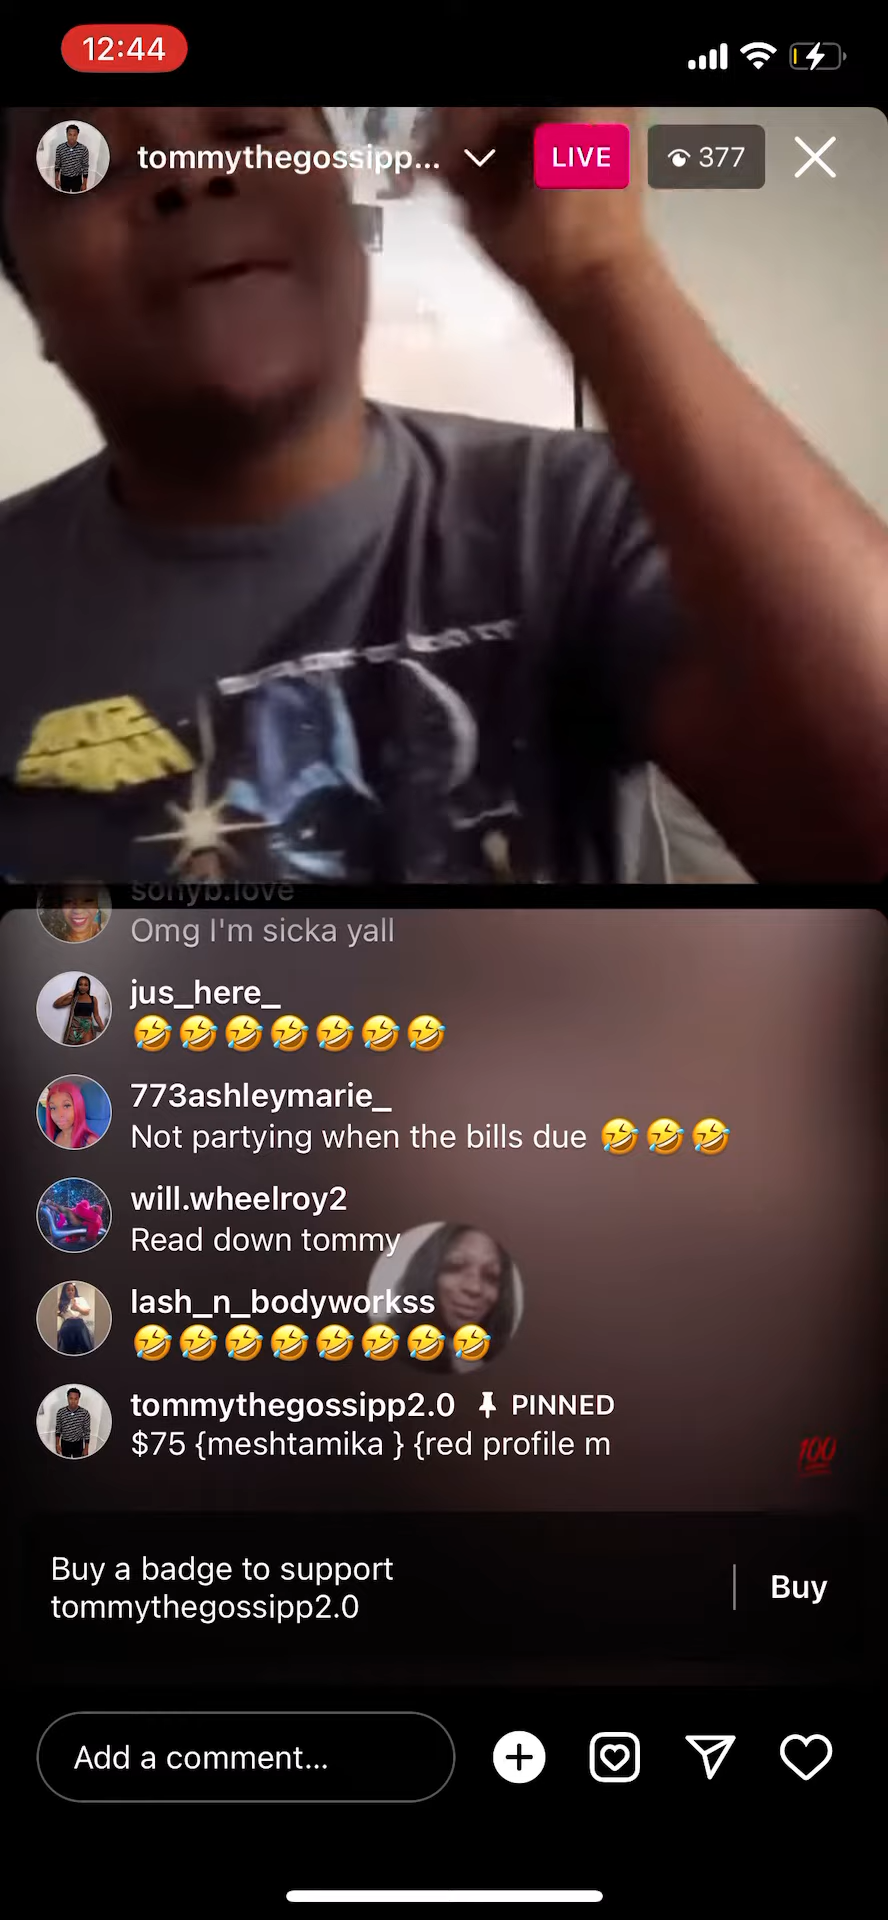 12:44
tommythegossipp...
LIVE
377
sonyb.love
Omg I'm sicka yall
jus_here_
🤣🤣🤣🤣🤣🤣🤣
773ashleymarie_
Not partying when the bills due 🤣🤣🤣
will.wheelroy2
Read down tommy
lash_n_bodyworkss
🤣🤣🤣🤣🤣🤣🤣🤣
tommythegossipp2.0 PINNED
$75 {meshtamika } {red profile m
💯
Buy a badge to support
tommythegossipp2.0
Buy
Add a comment...